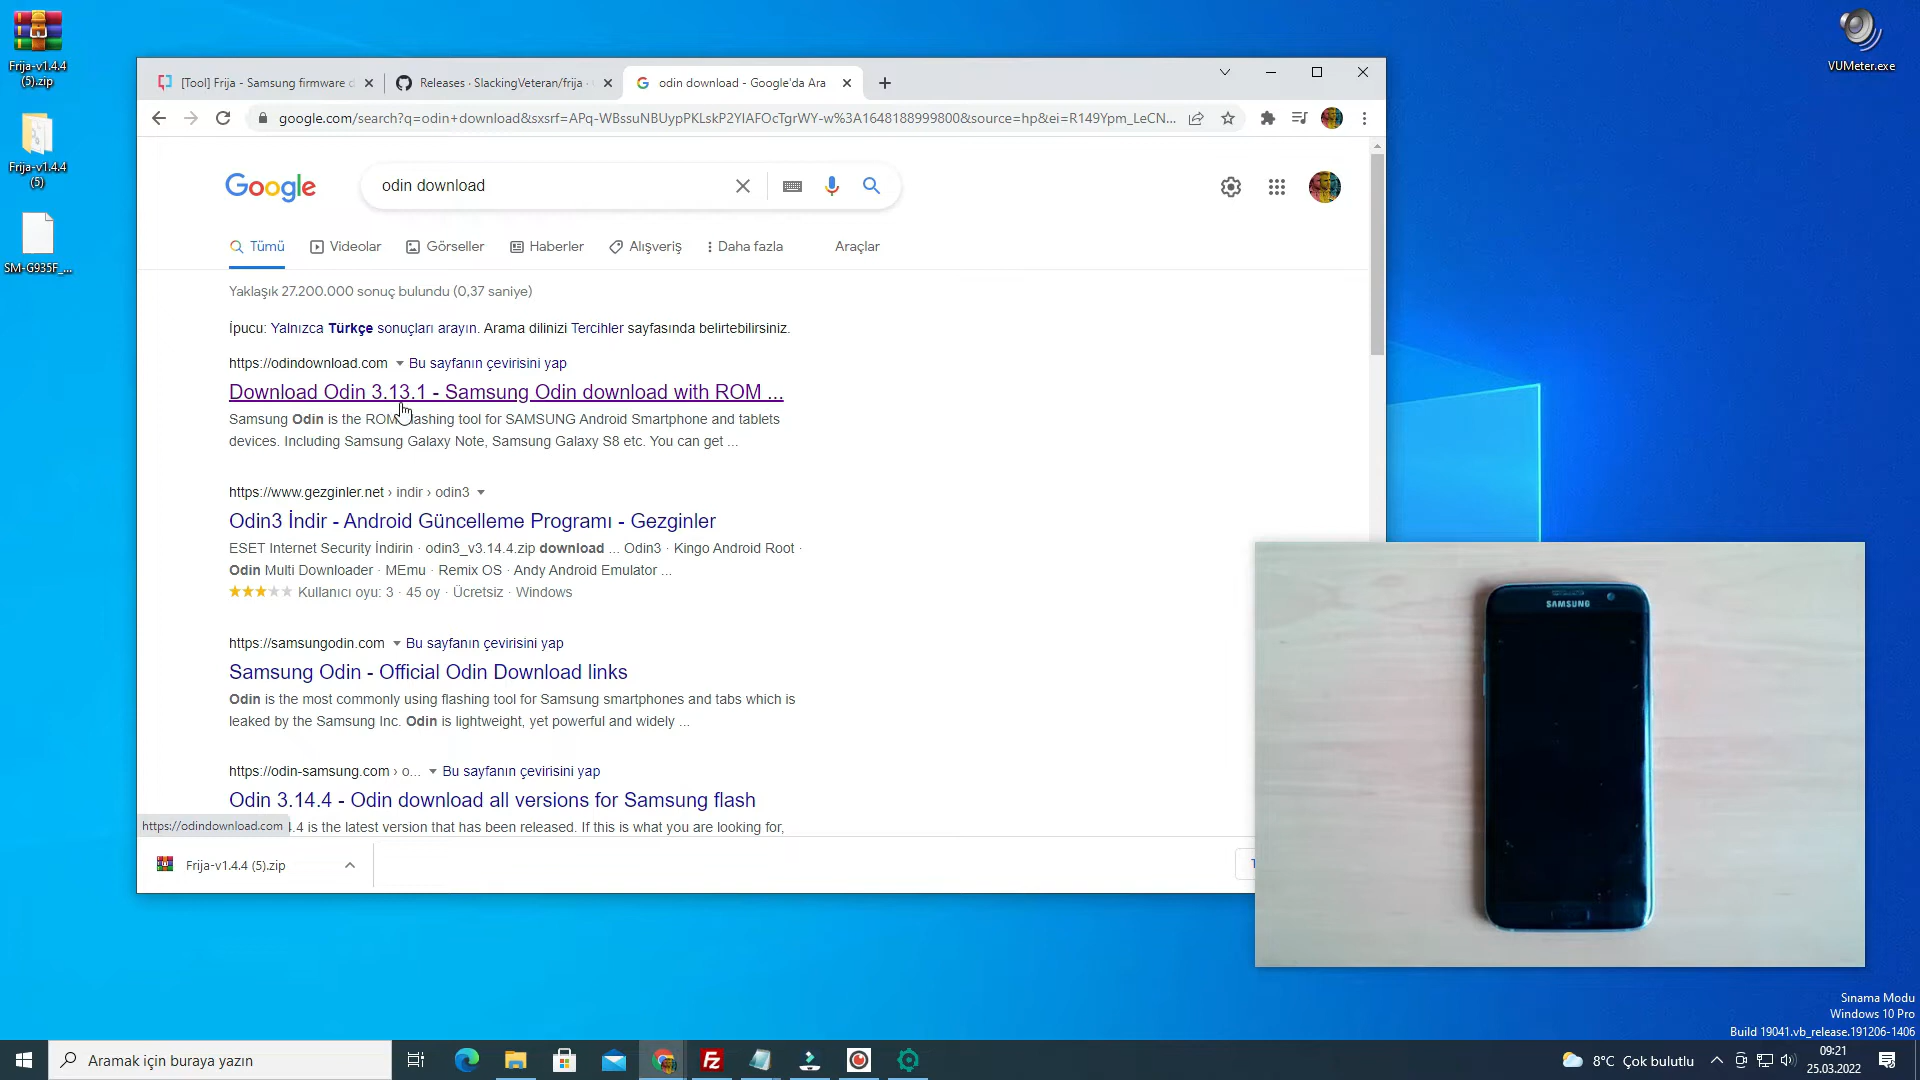 Frija-v1.4.4
(5).zip
Frija-v1.4.4
(5)
SM-G935F_...
VUMeter.exe
[Tool] Frija - Samsung firmware d
Releases · SlackingVeteran/frija ·
odin download - Google'da Ara
google.com/search?q=odin+download&sxsrf=APq-WBssuNBUypPKLskP2YIAFOcTgrWY-w%3A1648188999800&source=hp&ei=R149Ypm_LeCN...
Google
odin download
Tümü
Videolar
Görseller
Haberler
Alışveriş
Daha fazla
Araçlar
Yaklaşık 27.200.000 sonuç bulundu (0,37 saniye)
İpucu: Yalnızca Türkçe sonuçları arayın. Arama dilinizi Tercihler sayfasında belirtebilirsiniz.
https://odindownload.com Bu sayfanın çevirisini yap
Download Odin 3.13.1 - Samsung Odin download with ROM ...
Samsung Odin is the ROM flashing tool for SAMSUNG Android Smartphone and tablets
devices. Including Samsung Galaxy Note, Samsung Galaxy S8 etc. You can get ...
https://www.gezginler.net › indir › odin3
Odin3 İndir - Android Güncelleme Programı - Gezginler
ESET Internet Security İndirin · odin3_v3.14.4.zip download ... Odin3 · Kingo Android Root ·
Odin Multi Downloader · MEmu · Remix OS · Andy Android Emulator ...
Kullanıcı oyu: 3 · 45 oy · Ücretsiz · Windows
https://samsungodin.com Bu sayfanın çevirisini yap
Samsung Odin - Official Odin Download links
Odin is the most commonly using flashing tool for Samsung smartphones and tabs which is
leaked by the Samsung Inc. Odin is lightweight, yet powerful and widely ...
https://odin-samsung.com › o... Bu sayfanın çevirisini yap
Odin 3.14.4 - Odin download all versions for Samsung flash
.4 is the latest version that has been released. If this is what you are looking for,
https://odindownload.com
Frija-v1.4.4 (5).zip
SAMSUNG
Sınama Modu
Windows 10 Pro
Build 19041.vb_release.191206-1406
Aramak için buraya yazın
8°C Çok bulutlu
09:21
25.03.2022